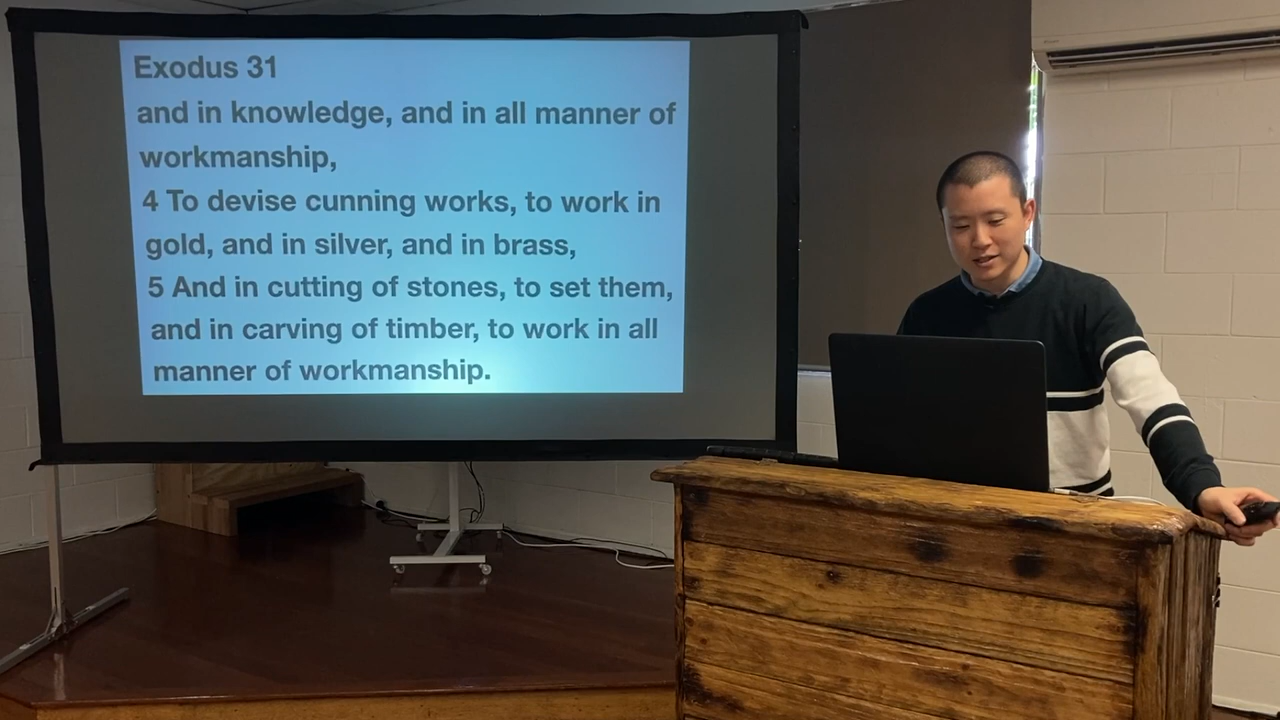 Exodus 31
and in knowledge, and in all manner of
workmanship,
4 To devise cunning works, to work in
gold, and in silver, and in brass,
5 And in cutting of stones, to set them,
and in carving of timber, to work in all
manner of workmanship.